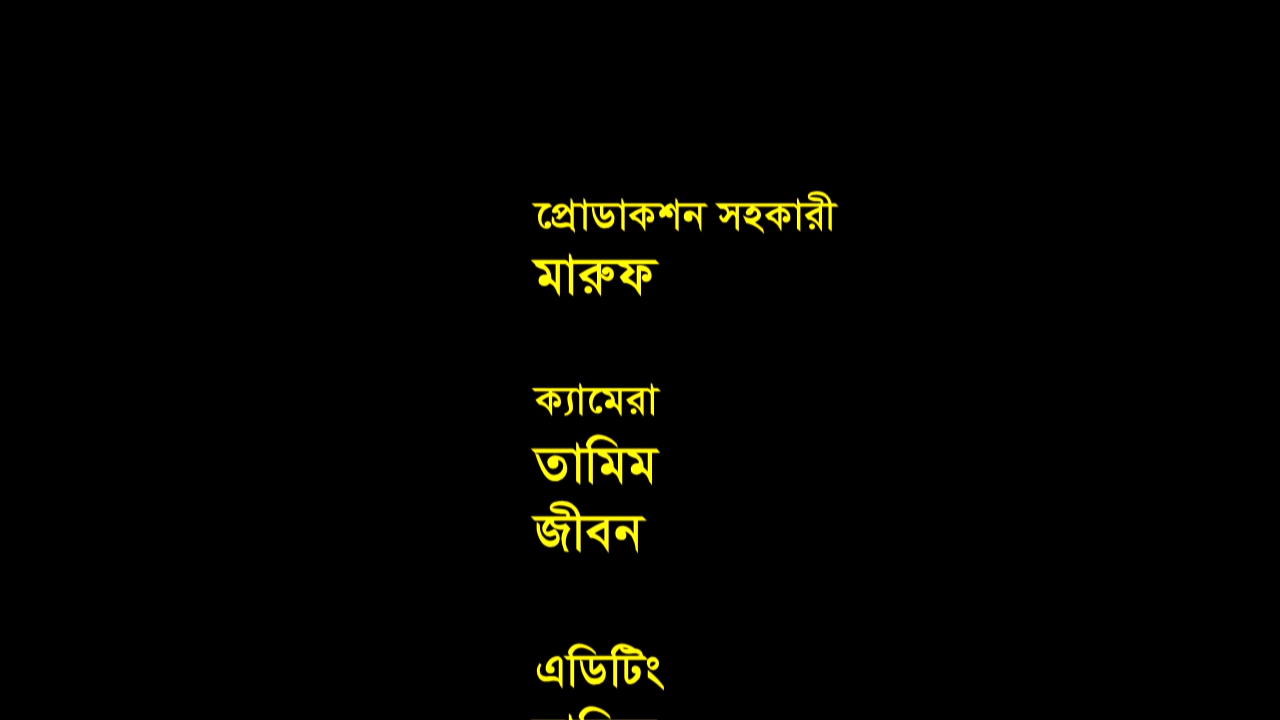 প্রোডাকশন সহকারী
মারুফ
ক্যামেরা
তামিম
জীবন
এডিটিং